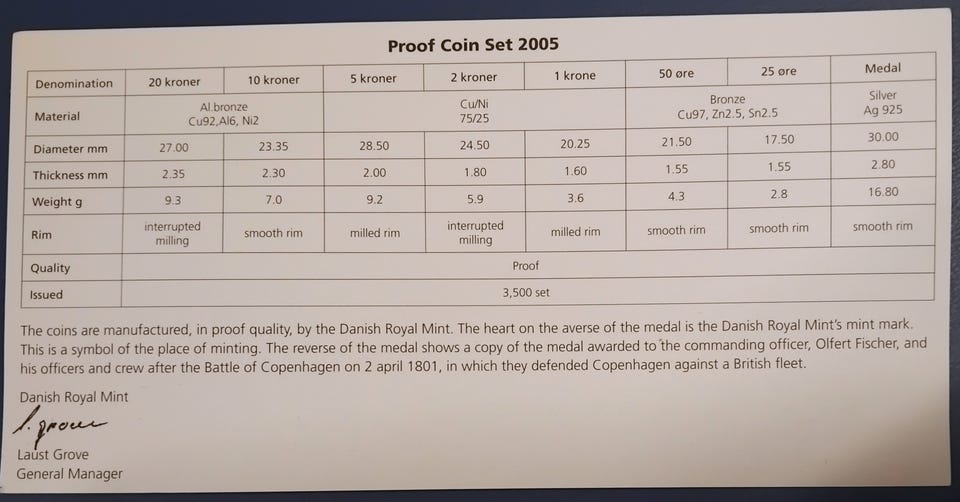 Proof Coin Set 2005
Denomination 20 kroner 10 kroner 5 kroner 2 kroner 1 krone 50 øre 25 øre Medal
Material Al.bronze Cu92,Al6, Ni2 Cu/Ni 75/25 Bronze Cu97, Zn2.5, Sn2.5 Silver Ag 925
Diameter mm 27.00 23.35 28.50 24.50 20.25 21.50 17.50 30.00
Thickness mm 2.35 2.30 2.00 1.80 1.60 1.55 1.55 2.80
Weight g 9.3 7.0 9.2 5.9 3.6 4.3 2.8 16.80
Rim interrupted milling smooth rim milled rim interrupted milling milled rim smooth rim smooth rim smooth rim
Quality Proof
Issued 3,500 set
The coins are manufactured, in proof quality, by the Danish Royal Mint. The heart on the averse of the medal is the Danish Royal Mint's mint mark.
This is a symbol of the place of minting. The reverse of the medal shows a copy of the medal awarded to the commanding officer, Olfert Fischer, and
his officers and crew after the Battle of Copenhagen on 2 april 1801, in which they defended Copenhagen against a British fleet.
Danish Royal Mint
Laust Grove
General Manager